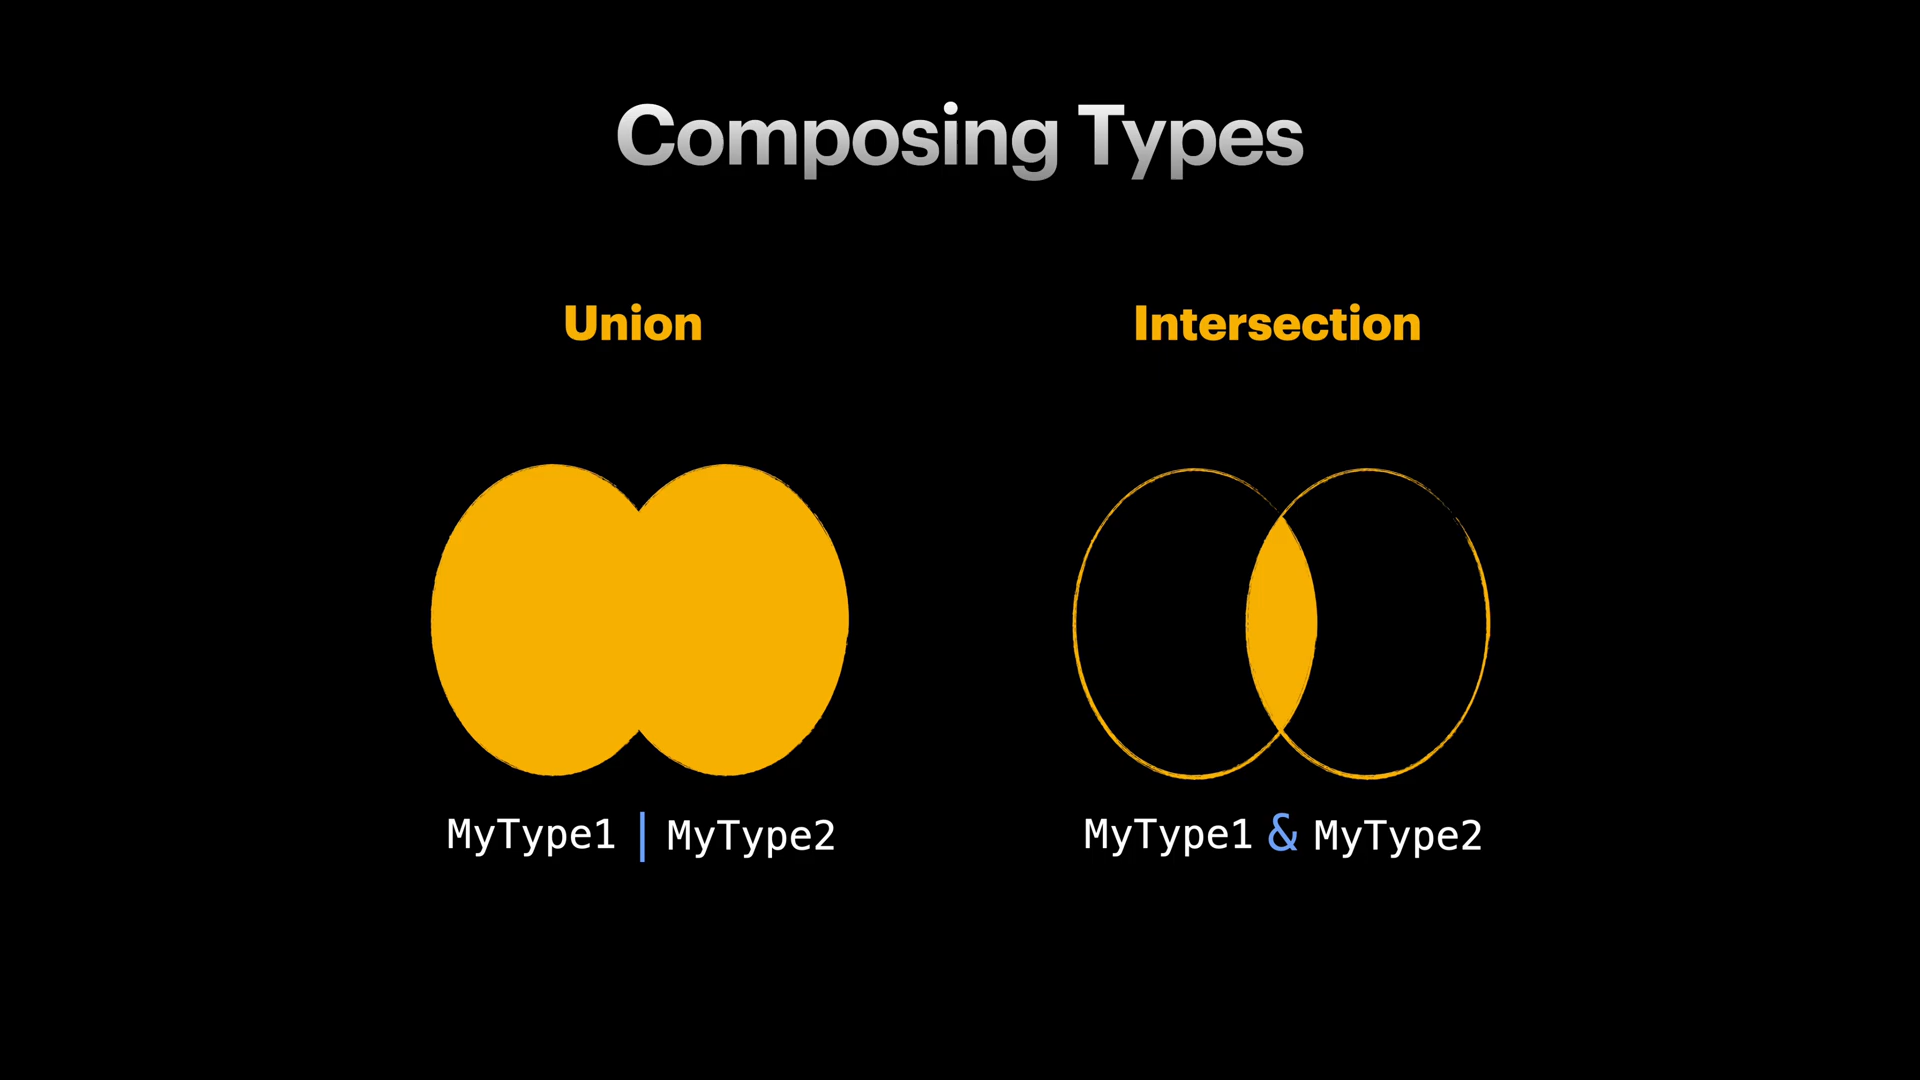 Composing Types
Union
Intersection
MyType1 | MyType2
MyType1 & MyType2